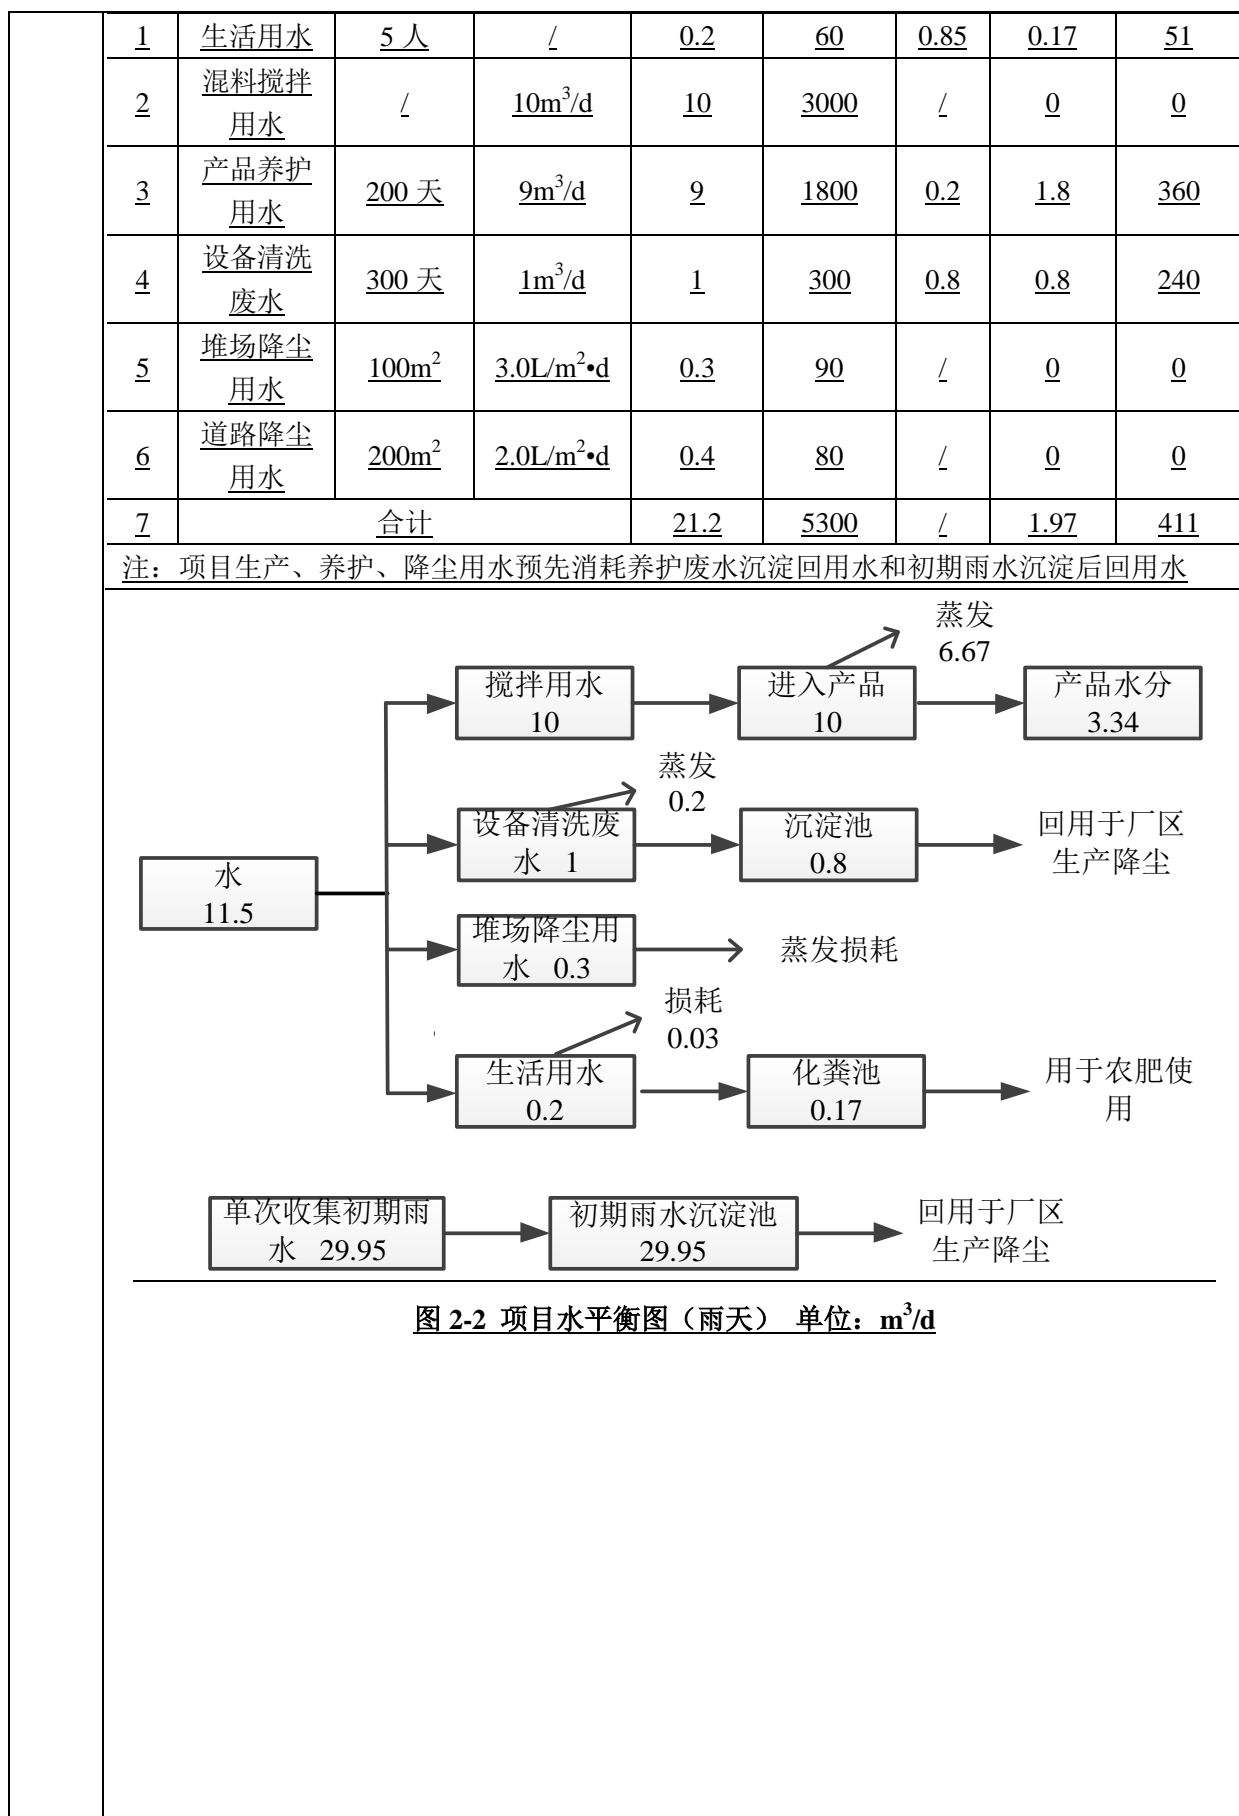 1 生活用水 5 人 / 0.2 60 0.85 0.17 51
2 混料搅拌用水 / 10m³/d 10 3000 / 0 0
3 产品养护用水 200 天 9m³/d 9 1800 0.2 1.8 360
4 设备清洗废水 300 天 1m³/d 1 300 0.8 0.8 240
5 堆场降尘用水 100m² 3.0L/m²•d 0.3 90 / 0 0
6 道路降尘用水 200m² 2.0L/m²•d 0.4 80 / 0 0
7 合计 21.2 5300 / 1.97 411
注：项目生产、养护、降尘用水预先消耗养护废水沉淀回用水和初期雨水沉淀后回用水
蒸发
6.67
搅拌用水
10
进入产品
10
产品水分
3.34
蒸发
0.2
设备清洗废
水 1
沉淀池
0.8
回用于厂区
生产降尘
水
11.5
堆场降尘用
水 0.3
蒸发损耗
损耗
0.03
生活用水
0.2
化粪池
0.17
用于农肥使
用
单次收集初期雨
水 29.95
初期雨水沉淀池
29.95
回用于厂区
生产降尘
图 2-2 项目水平衡图（雨天） 单位：m³/d